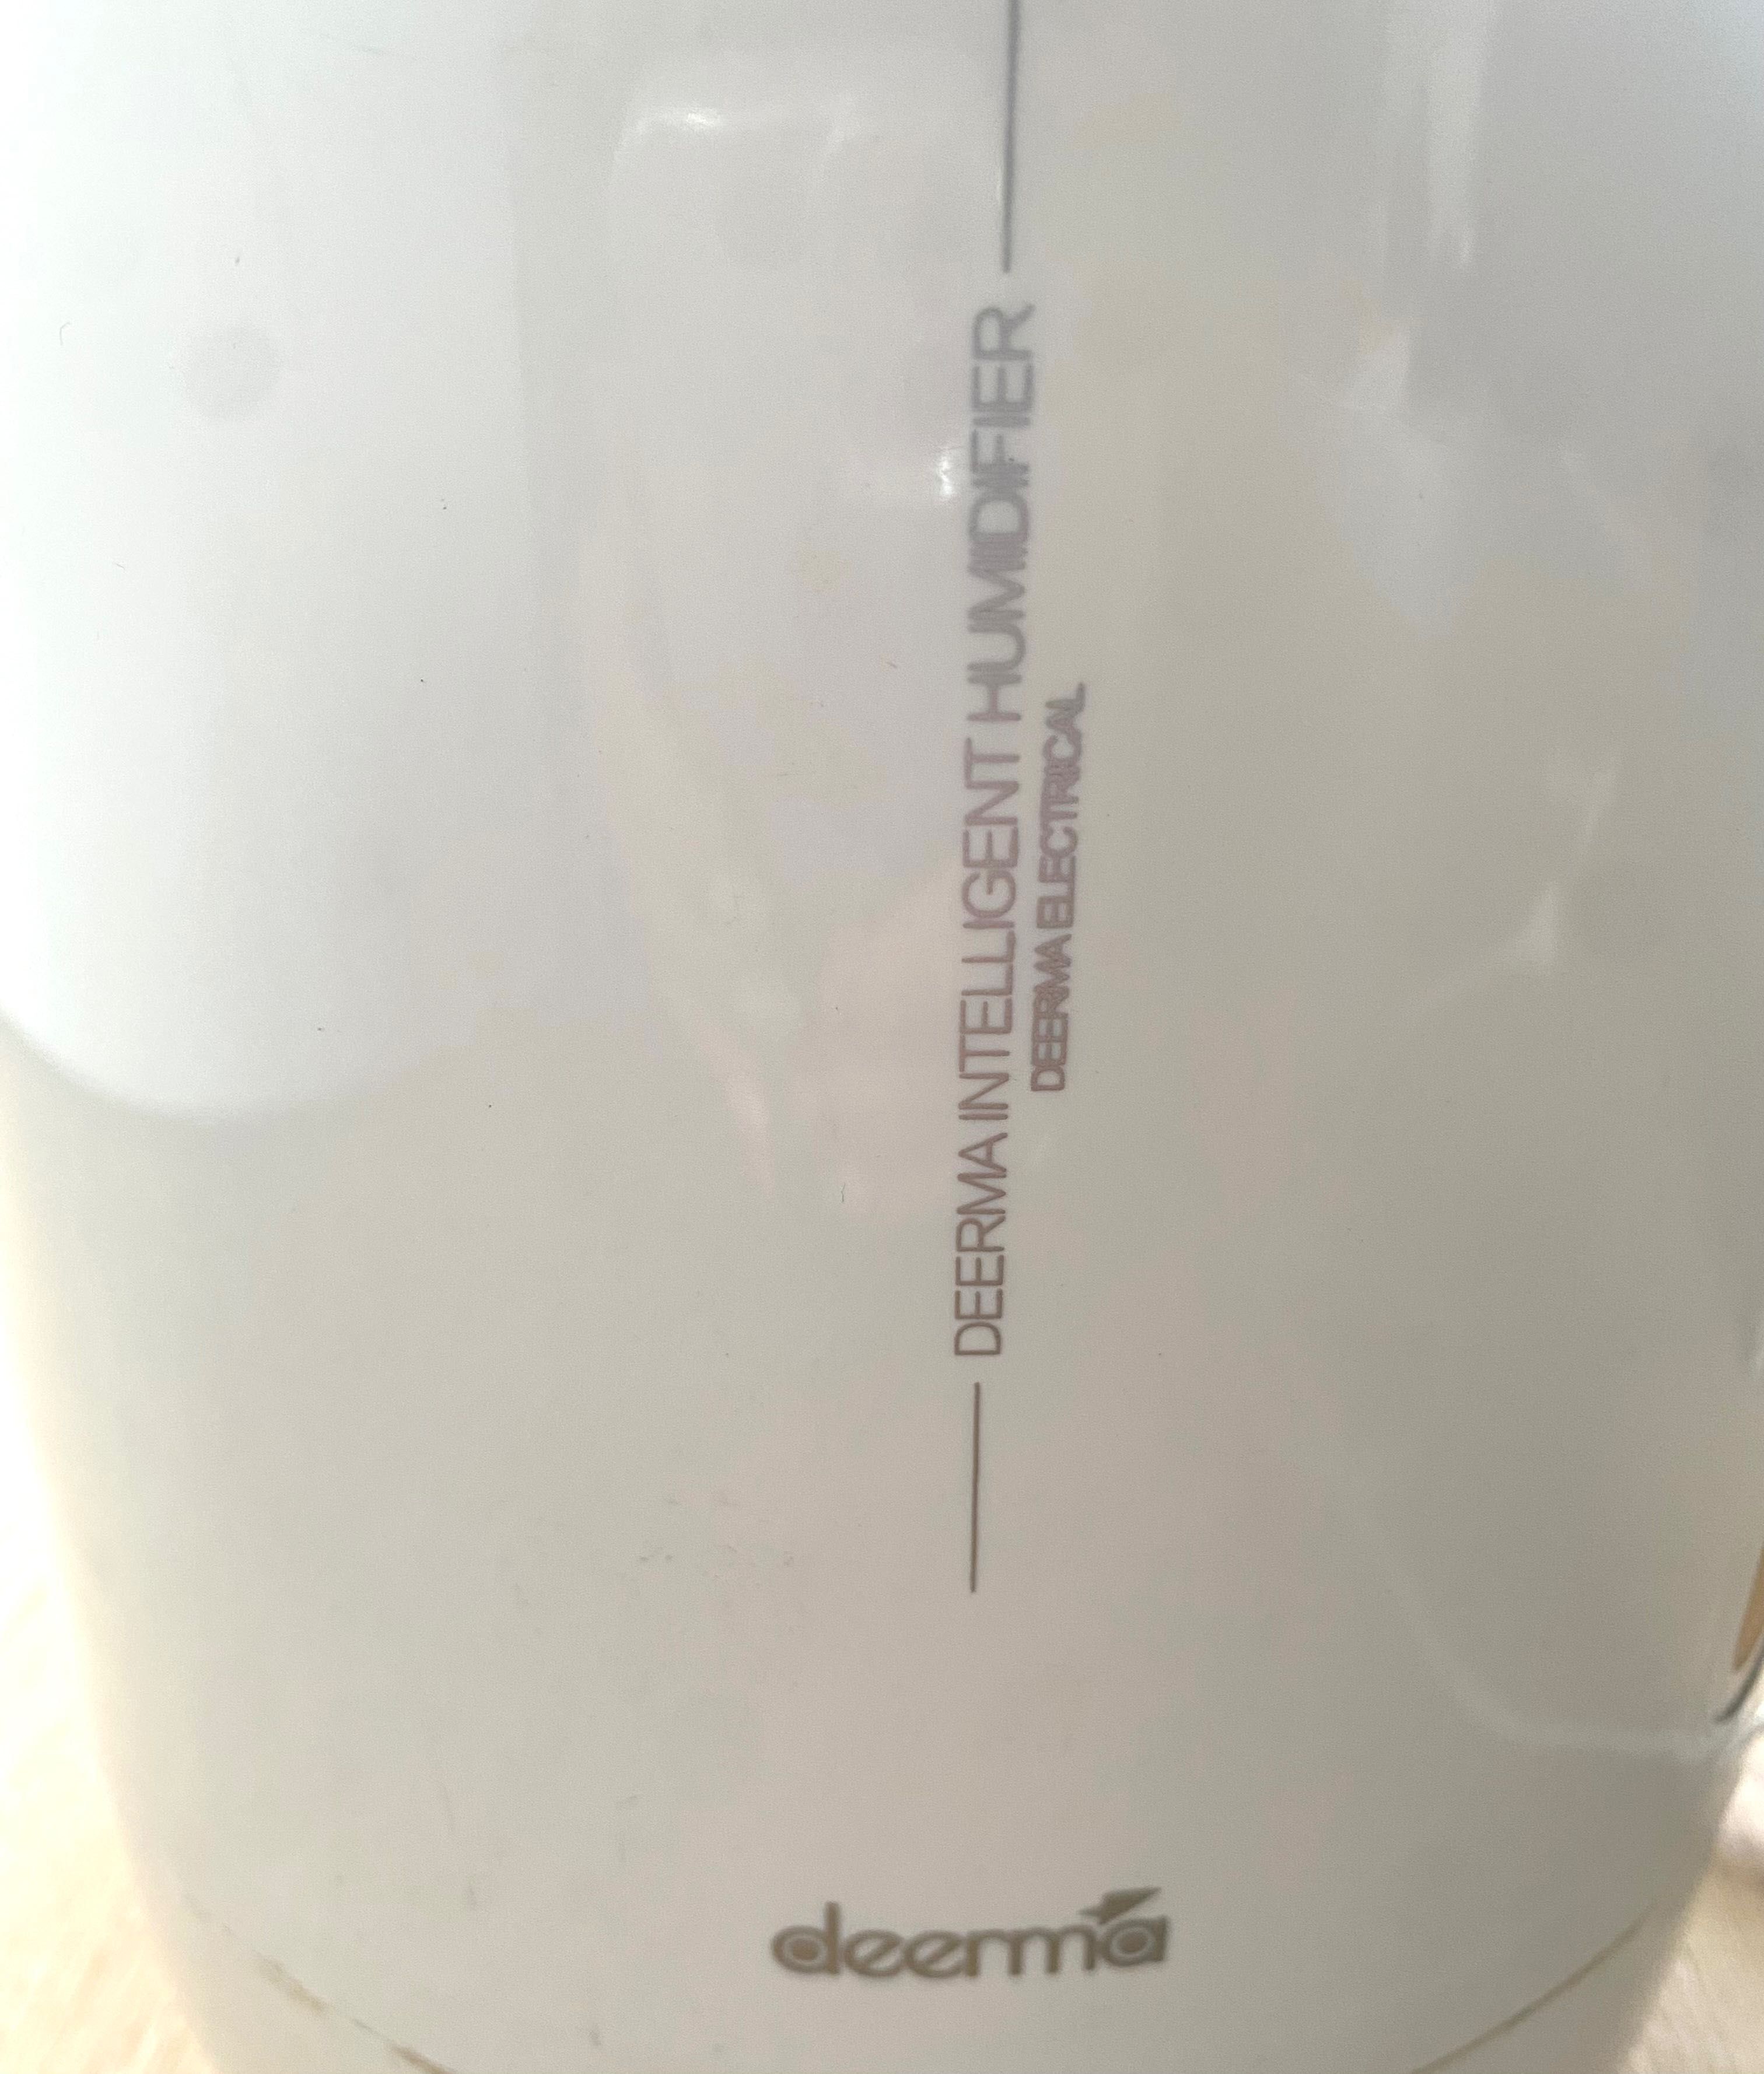 DEERMA INTELLIGENT HUMIDIFIER
DEERMA ELECTRICAL
deerma